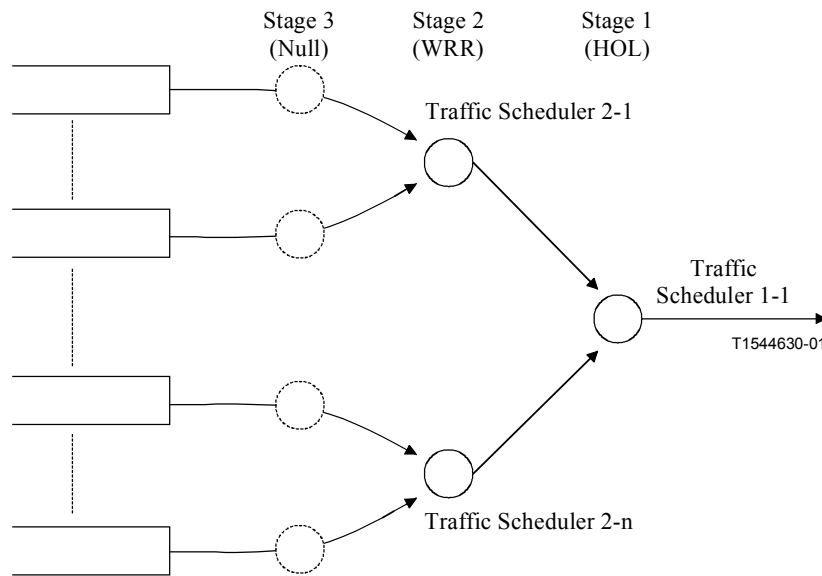 Stage 3
(Null)
Stage 2
(WRR)
Stage 1
(HOL)
Traffic Scheduler 2-1
Traffic
Scheduler 1-1
T1544630-01
Traffic Scheduler 2-n